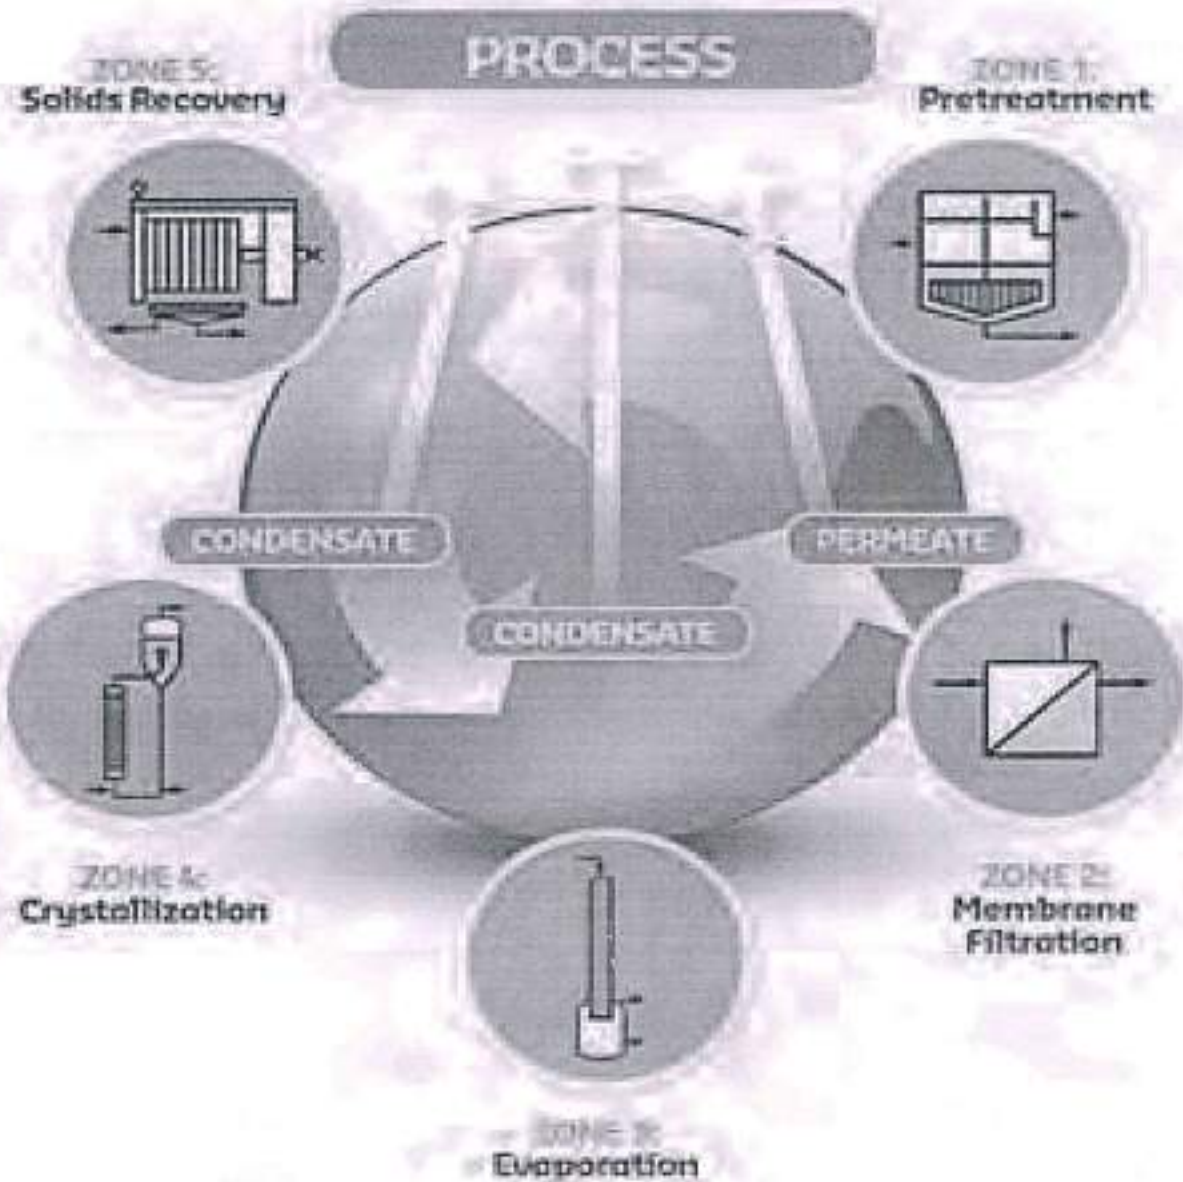 PROCESS
ZONE 5:
Solids Recovery
ZONE 1:
Pretreatment
CONDENSATE
PERMEATE
CONDENSATE
ZONE 4:
Crystallization
ZONE 2:
Membrane
Filtration
ZONE 3:
Evaporation